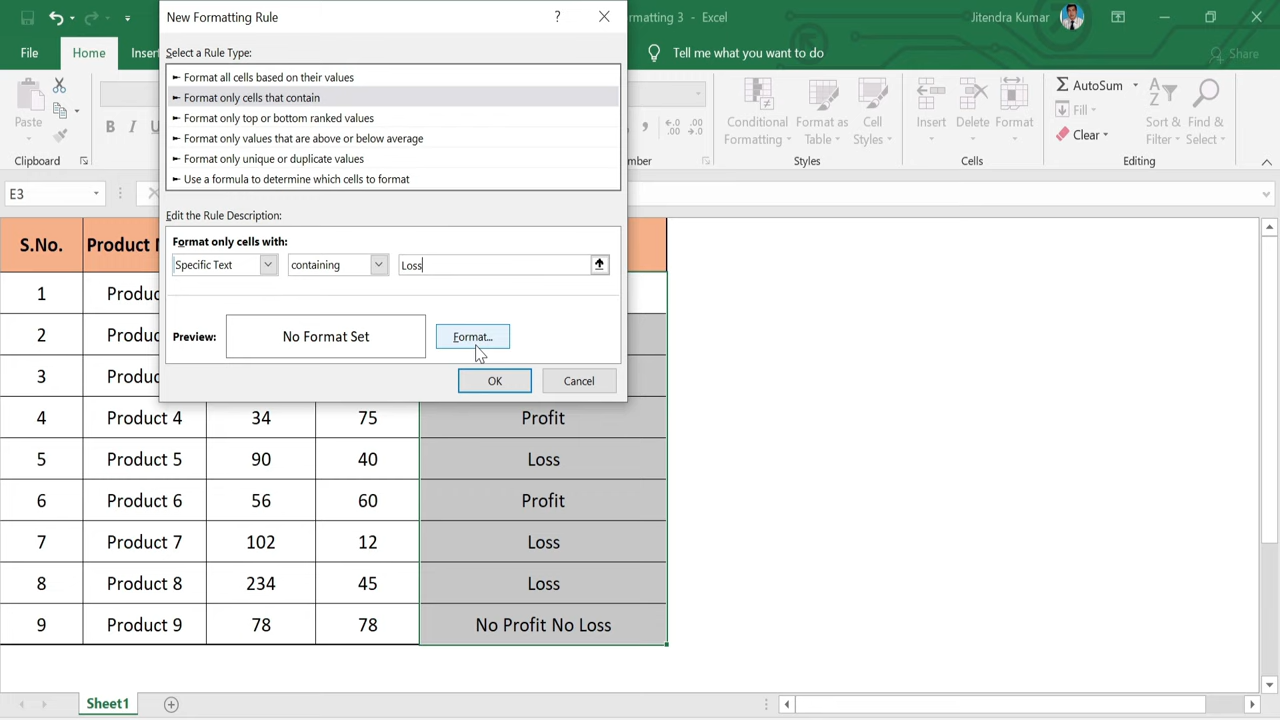 New Formatting Rule
?
formatting 3 - Excel
Jitendra Kumar
File
Home
Tell me what you want to do
Share
Select a Rule Type:
► Format all cells based on their values
► Format only cells that contain
► Format only top or bottom ranked values
► Format only values that are above or below average
► Format only unique or duplicate values
► Use a formula to determine which cells to format
Paste
Clipboard
B I
Conditional
Formatting
Format as
Table
Cell
Styles
Styles
Insert
Delete
Format
Cells
AutoSum
Fill
Clear
Sort &
Filter
Find &
Select
Editing
E3
Edit the Rule Description:
Format only cells with:
Specific Text
containing
Loss
Preview:
No Format Set
Format...
OK
Cancel
S.No.
1
2
3
4 Product 4 34 75 Profit
5 Product 5 90 40 Loss
6 Product 6 56 60 Profit
7 Product 7 102 12 Loss
8 Product 8 234 45 Loss
9 Product 9 78 78 No Profit No Loss
Sheet1